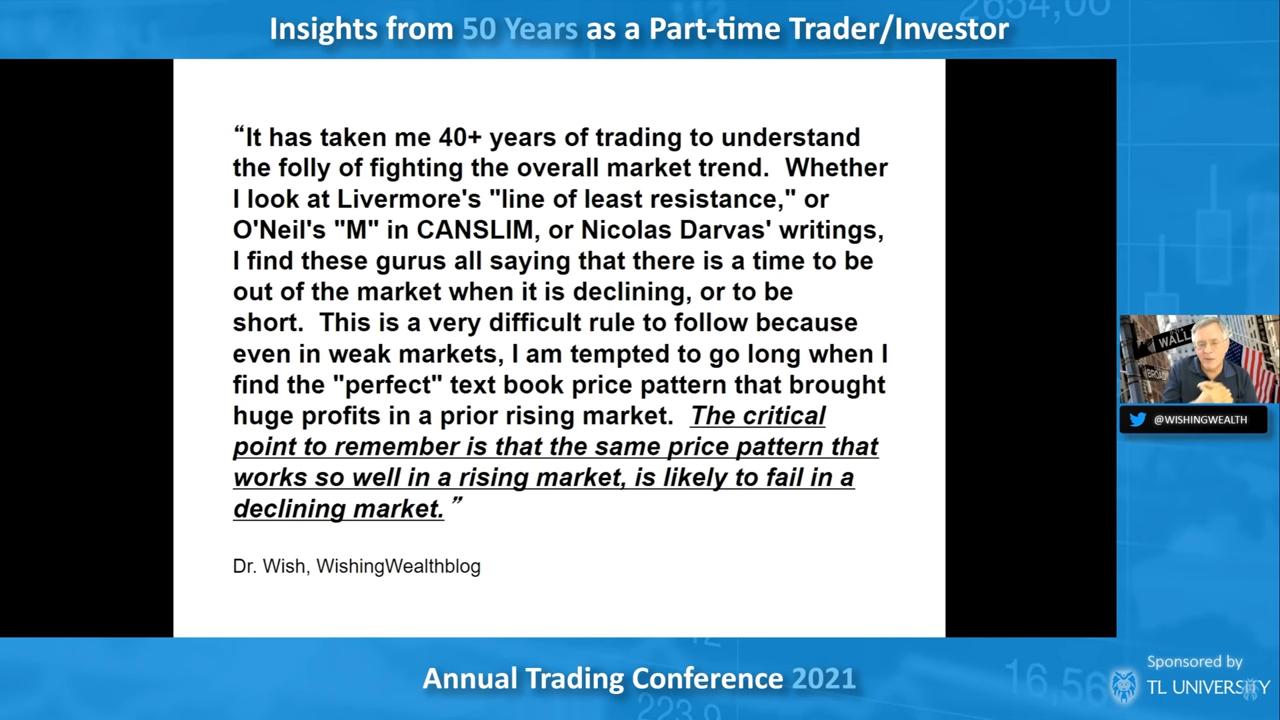 2654,00
Insights from 50 Years as a Part-time Trader/Investor
“It has taken me 40+ years of trading to understand
the folly of fighting the overall market trend.  Whether
I look at Livermore's "line of least resistance," or
O'Neil's "M" in CANSLIM, or Nicolas Darvas' writings,
I find these gurus all saying that there is a time to be
out of the market when it is declining, or to be
short.  This is a very difficult rule to follow because
even in weak markets, I am tempted to go long when I
find the "perfect" text book price pattern that brought
huge profits in a prior rising market.  The critical
point to remember is that the same price pattern that
works so well in a rising market, is likely to fail in a
declining market.”
Dr. Wish, WishingWealthblog
WALL
@WISHINGWEALTH
Annual Trading Conference 2021
Sponsored by
TL UNIVERSITY
16,56
223,9